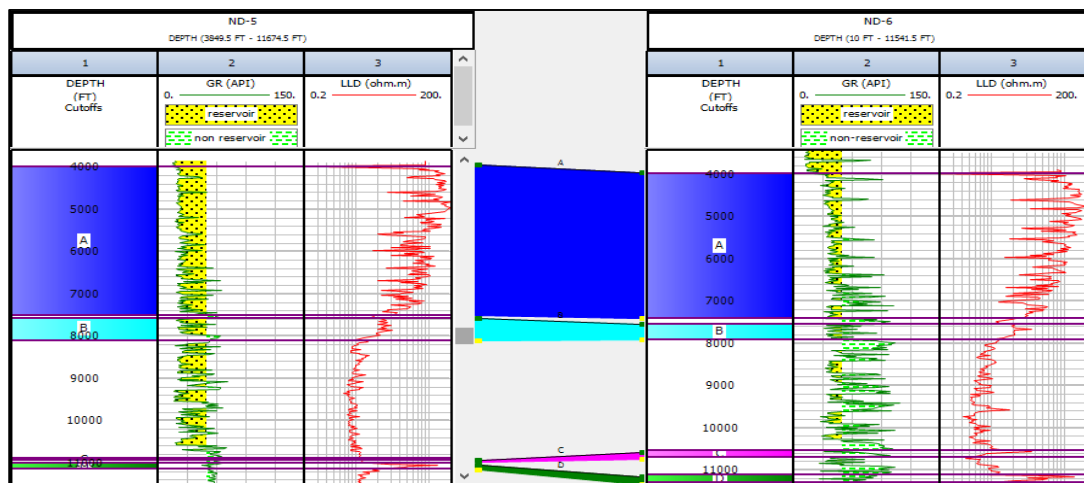 ND-5
DEPTH (3849.5 FT - 11674.5 FT)
1
2
3
DEPTH
(FT)
Cutoffs
GR (API)
0.
150.
reservoir
non reservoir
LLD (ohm.m)
0.2
200.
4000
5000
A
6000
7000
B
8000
9000
10000
11000
A
C
D
ND-6
DEPTH (10 FT - 11541.5 FT)
1
2
3
DEPTH
(FT)
Cutoffs
GR (API)
0.
150.
reservoir
non-reservoir
LLD (ohm.m)
0.2
200.
4000
5000
A
6000
7000
B
8000
9000
10000
C
11000
D